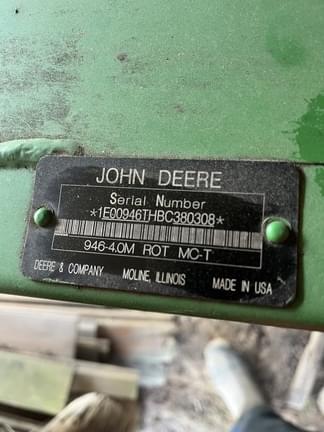 JOHN DEERE
Serial Number
*1E00946THBC380308*
946-4.0M ROT MC-T
DEERE & COMPANY MOLINE, ILLINOIS MADE IN USA